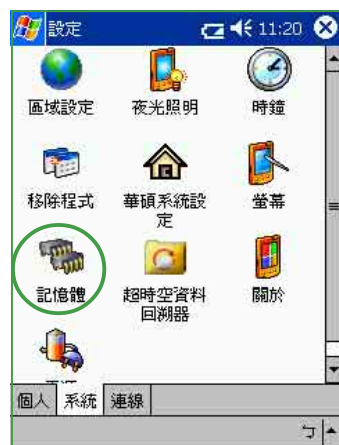 設定 11:20
區域設定 夜光照明 時鐘
移除程式 華碩系統設定 螢幕
記憶體 超時空資料回溯器 關於
個人 系統 連線
ㄅ